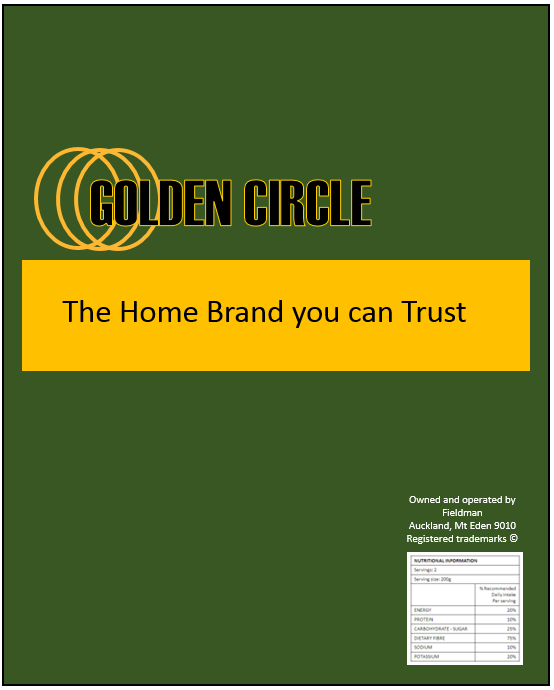 GOLDEN CIRCLE
The Home Brand you can Trust
Owned and operated by
Fieldman
Auckland, Mt Eden 9010
Registered trademarks ©
NUTRITIONAL INFORMATION
Servings: 2
Serving size: 200g
% Recommended
Daily Intake
Per serving
ENERGY 20%
PROTEIN 10%
CARBOHYDRATE - SUGAR 25%
DIETARY FIBRE 75%
SODIUM 10%
POTASSIUM 20%